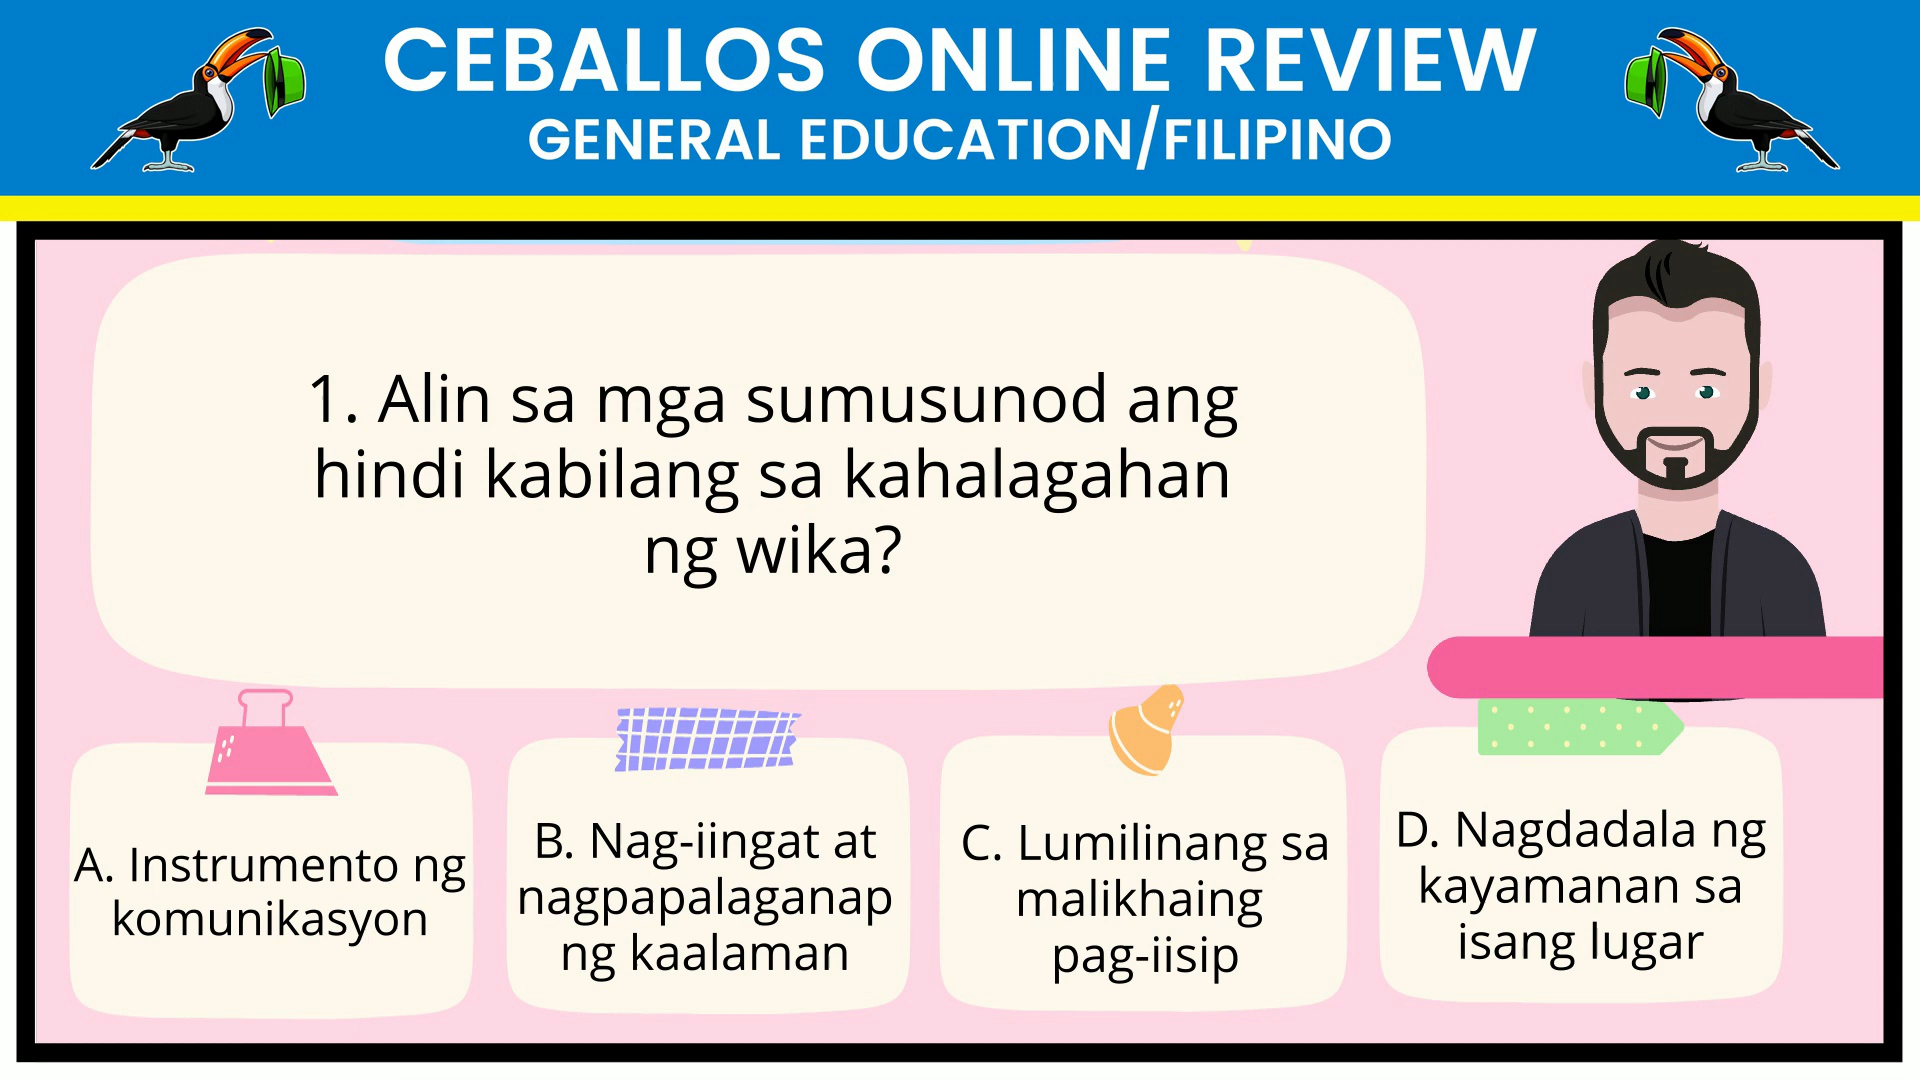 CEBALLOS ONLINE REVIEW
GENERAL EDUCATION/FILIPINO
1. Alin sa mga sumusunod ang
hindi kabilang sa kahalagahan
ng wika?
A. Instrumento ng
komunikasyon
B. Nag-iingat at
nagpapalaganap
ng kaalaman
C. Lumilinang sa
malikhaing
pag-iisip
D. Nagdadala ng
kayamanan sa
isang lugar